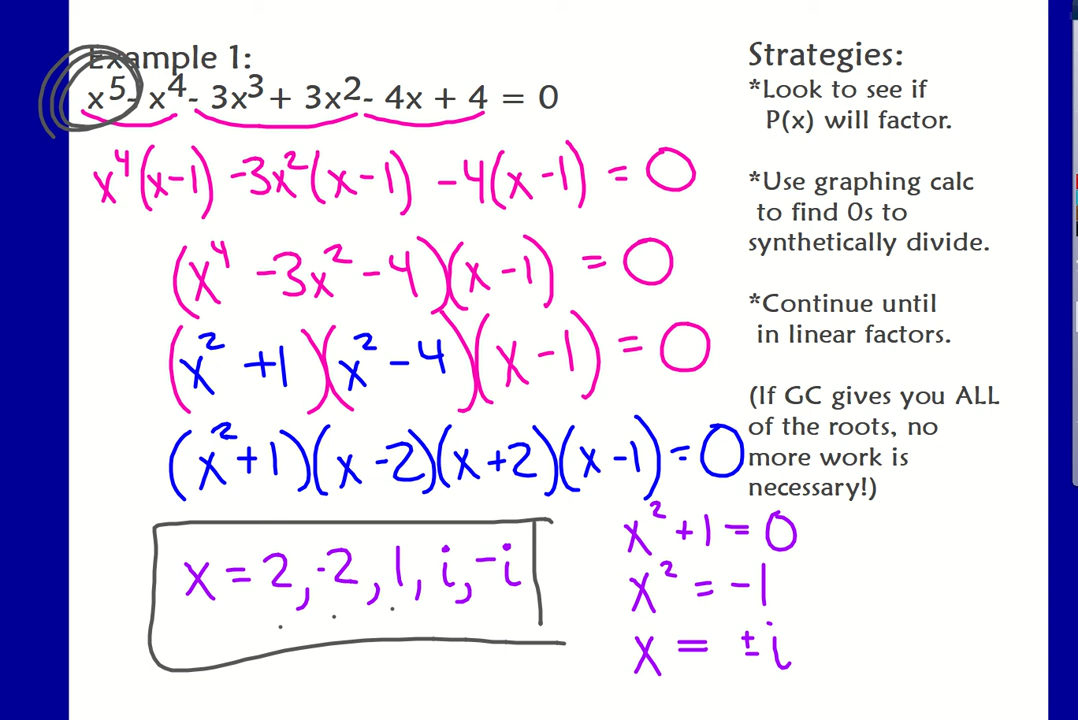 Example 1:
x⁵ - x⁴ - 3x³ + 3x² - 4x + 4 = 0
x⁴(x-1) -3x²(x-1) -4(x-1) = 0
(x⁴ -3x² -4)(x-1) = 0
(x² +1)(x² -4)(x-1) = 0
(x²+1)(x-2)(x+2)(x-1)=0
x = 2, -2, 1, i, -i
Strategies:
*Look to see if
P(x) will factor.
*Use graphing calc
to find 0s to
synthetically divide.
*Continue until
in linear factors.
(If GC gives you ALL
of the roots, no
more work is
necessary!)
x²+1=0
x² = -1
x = ±i